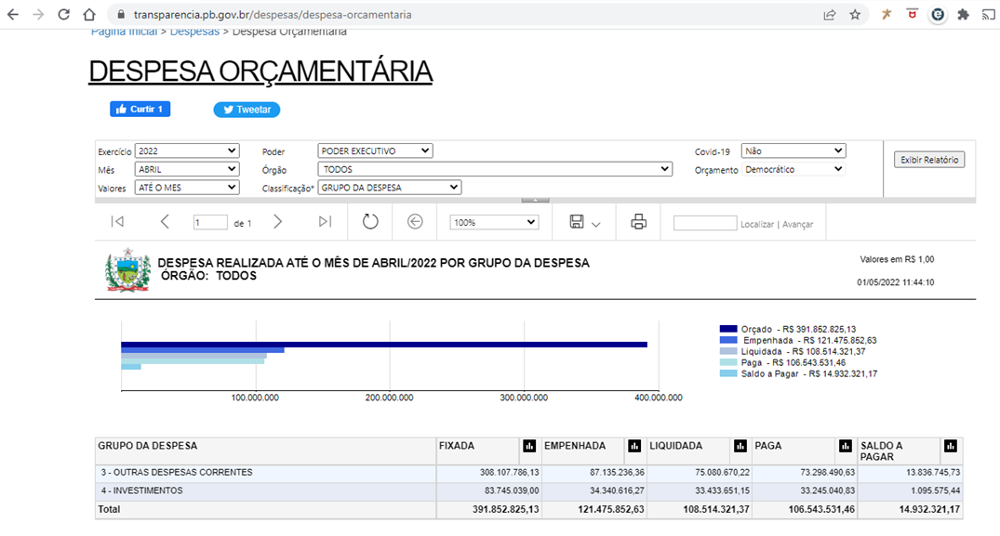 transparencia.pb.gov.br/despesas/despesa-orcamentaria
Página Inicial > Despesas > Despesa Orçamentária
DESPESA ORÇAMENTÁRIA
Curtir 1 Tweetar
Exercício 2022 Poder PODER EXECUTIVO Covid-19 Não
Exibir Relatório
Mês ABRIL Órgão TODOS Orçamento Democrático
Valores ATÉ O MES Classificação* GRUPO DA DESPESA
1 de 1 100% Localizar | Avançar
DESPESA REALIZADA ATÉ O MÊS DE ABRIL/2022 POR GRUPO DA DESPESA
ÓRGÃO: TODOS
Valores em R$ 1,00
01/05/2022 11:44:10
Orçado - R$ 391.852.825,13
Empenhada - R$ 121.475.852,63
Liquidada - R$ 108.514.321,37
Paga - R$ 106.543.531,46
Saldo a Pagar - R$ 14.932.321,17
100.000.000 200.000.000 300.000.000 400.000.000
GRUPO DA DESPESA FIXADA EMPENHADA LIQUIDADA PAGA SALDO A PAGAR
3 - OUTRAS DESPESAS CORRENTES 308.107.786,13 87.135.236,36 75.080.670,22 73.298.490,63 13.836.745,73
4 - INVESTIMENTOS 83.745.039,00 34.340.616,27 33.433.651,15 33.245.040,83 1.095.575,44
Total 391.852.825,13 121.475.852,63 108.514.321,37 106.543.531,46 14.932.321,17